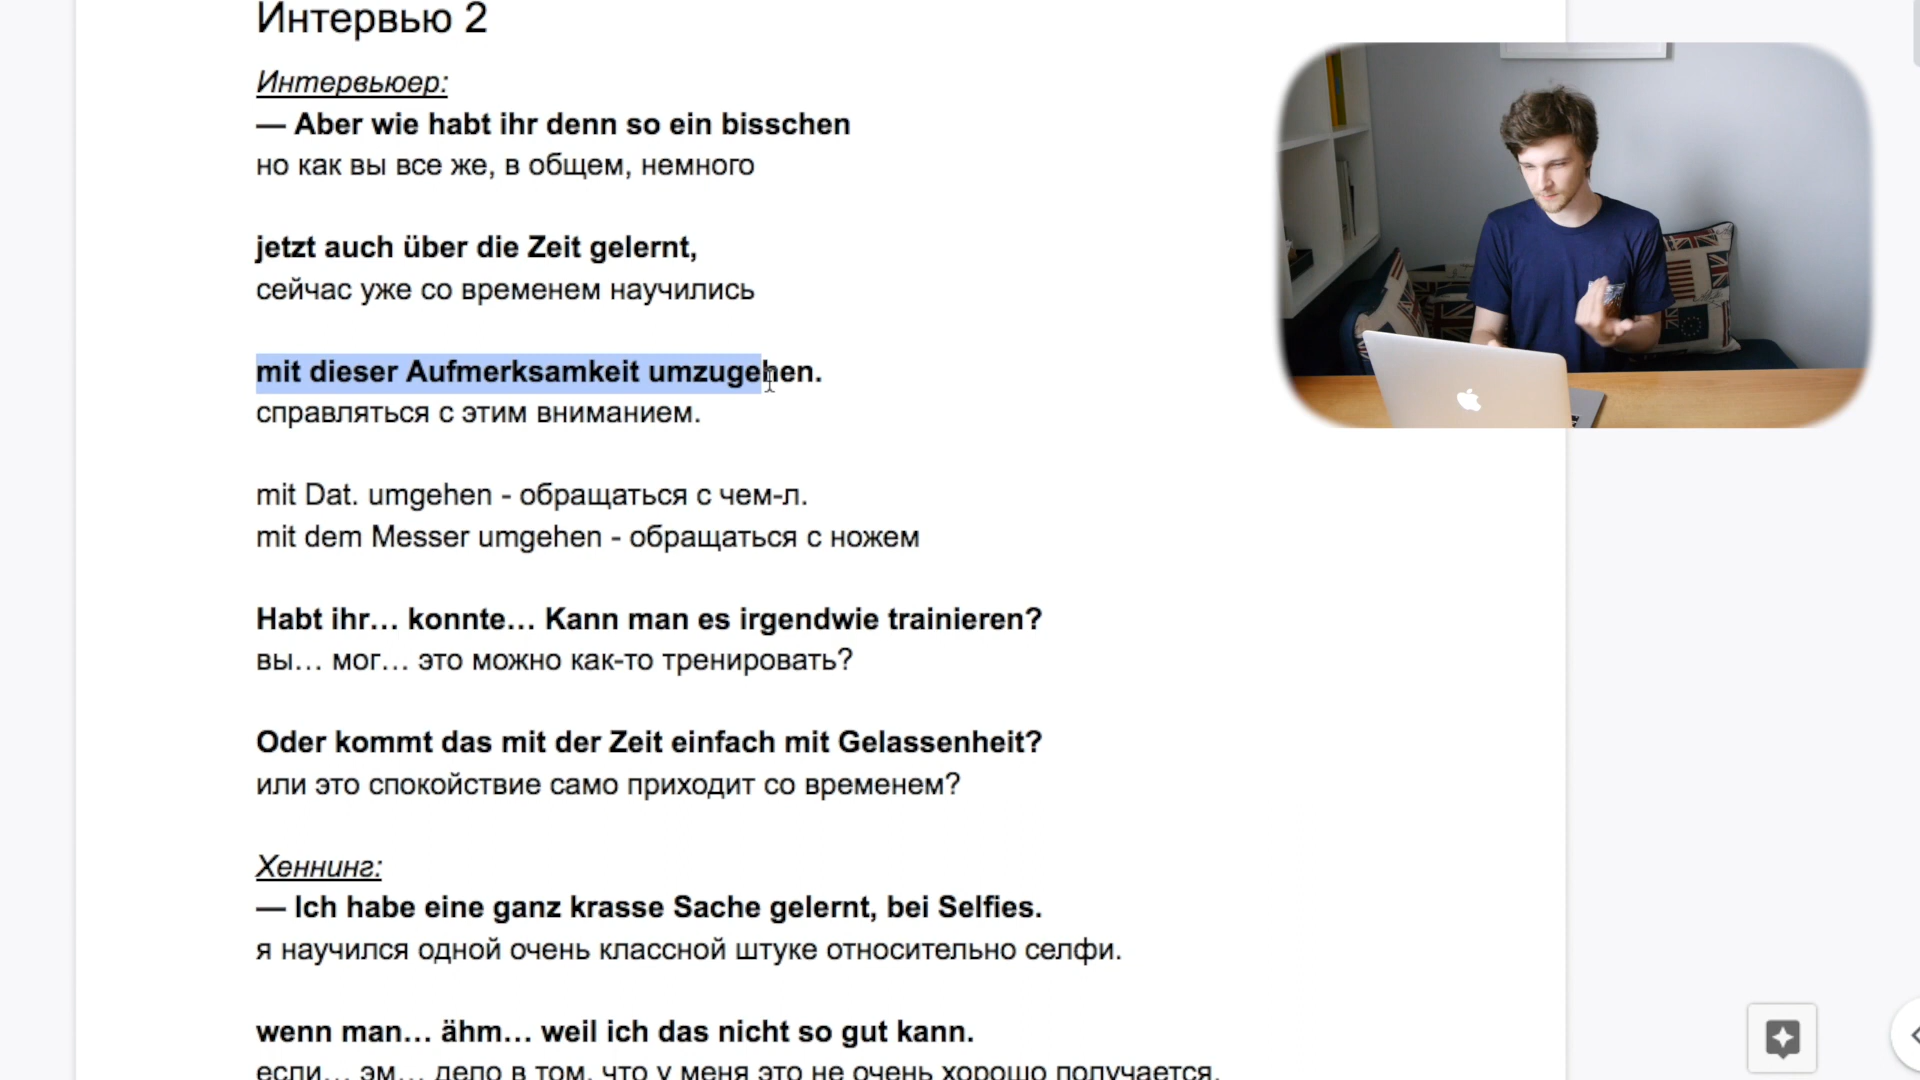 Интервью 2
Интервьюер:
— Aber wie habt ihr denn so ein bisschen
но как вы все же, в общем, немного
jetzt auch über die Zeit gelernt,
сейчас уже со временем научились
mit dieser Aufmerksamkeit umzugehen.
справляться с этим вниманием.
mit Dat. umgehen - обращаться с чем-л.
mit dem Messer umgehen - обращаться с ножем
Habt ihr… konnte… Kann man es irgendwie trainieren?
вы… мог… это можно как-то тренировать?
Oder kommt das mit der Zeit einfach mit Gelassenheit?
или это спокойствие само приходит со временем?
Хеннинг:
— Ich habe eine ganz krasse Sache gelernt, bei Selfies.
я научился одной очень классной штуке относительно селфи.
wenn man… ähm… weil ich das nicht so gut kann.
если… эм… дело в том, что у меня это не очень хорошо получается.